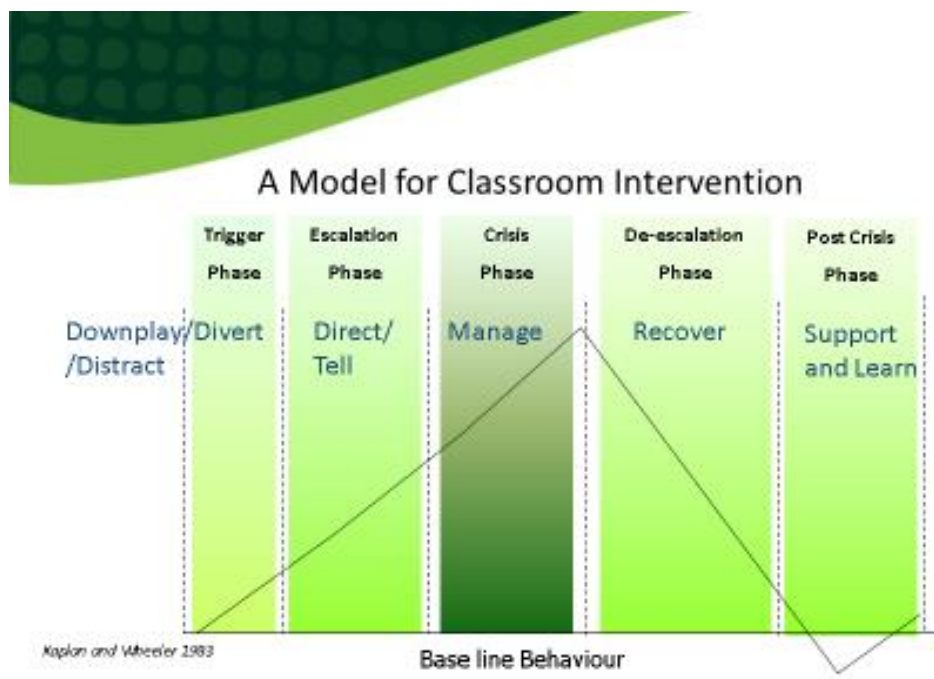 A Model for Classroom Intervention
Trigger
Phase
Escalation
Phase
Crisis
Phase
De-escalation
Phase
Post Crisis
Phase
Downplay/Divert
/Distract
Direct/
Tell
Manage
Recover
Support
and Learn
Kaplan and Wheeler 1983
Base line Behaviour